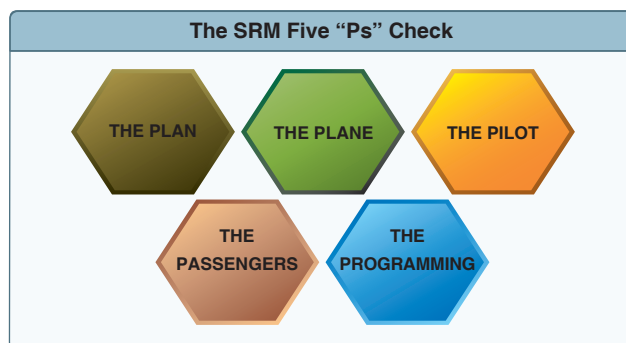 The SRM Five “Ps” Check
THE PLAN
THE PLANE
THE PILOT
THE
PASSENGERS
THE
PROGRAMMING